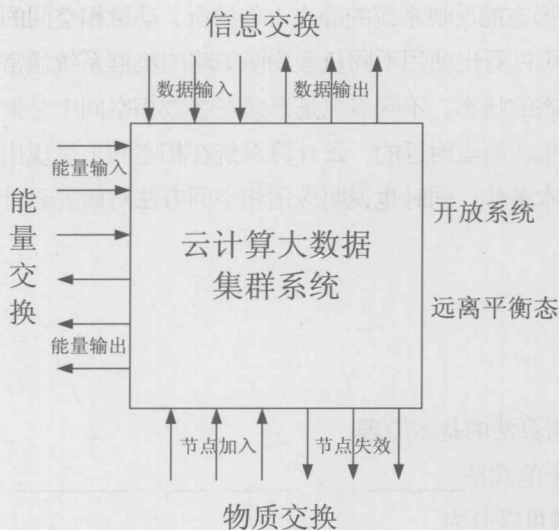 信息交换
数据输入
数据输出
能量输入
能量交换
云计算大数据
集群系统
开放系统
远离平衡态
能量输出
节点加入
节点失效
物质交换